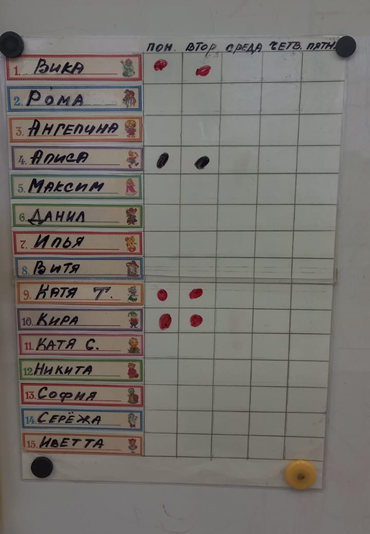 ПОН. ВТОР. СРЕДА ЧЕТВ. ПЯТН.
1. ВИКА
2. РОМА
3. АНГЕЛИНА
4. АЛИСА
5. МАКСИМ
6. ДАНИЛ
7. ИЛЬЯ
8. ВИТЯ
9. КАТЯ Т.
10. КИРА
11. КАТЯ С.
12. НИКИТА
13. СОФИЯ
14. СЕРЁЖА
15. ИВЕТТА